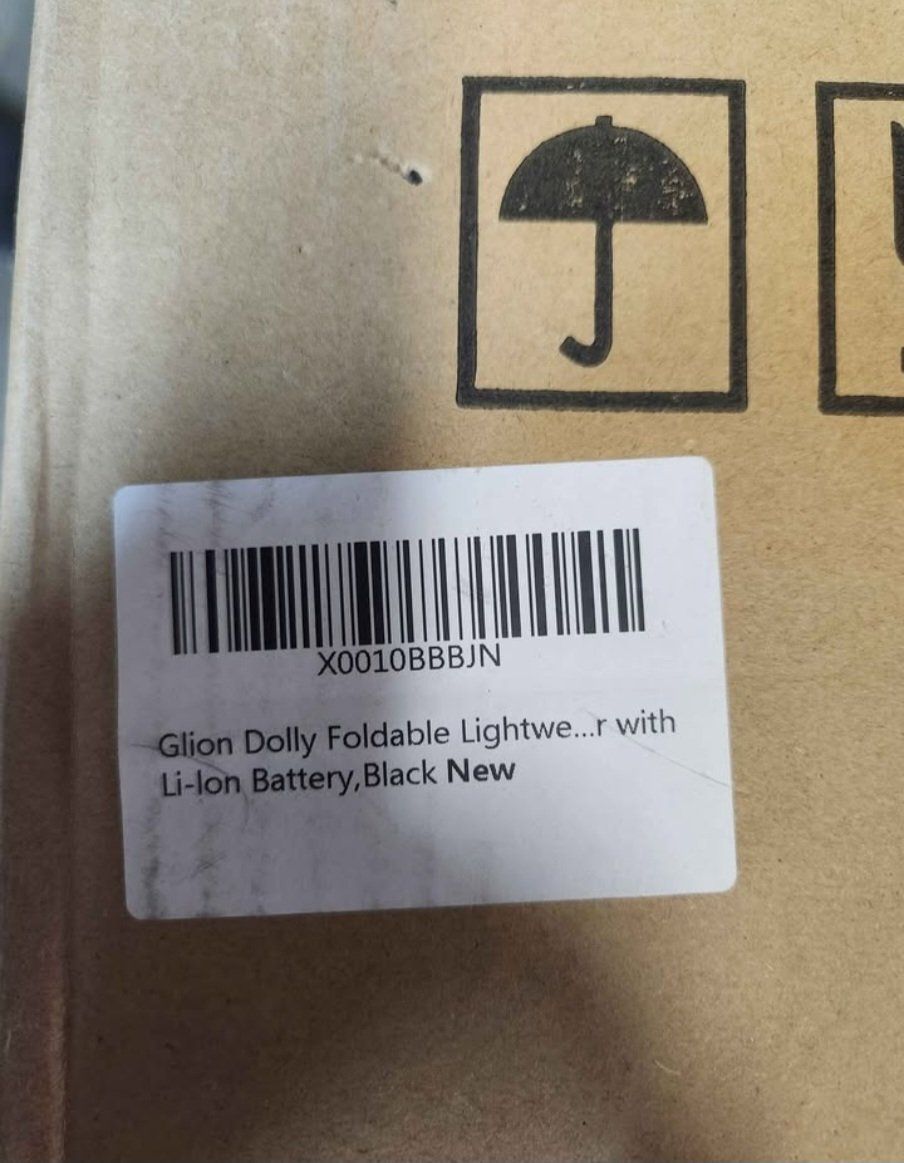 X0010BBBJN
Glion Dolly Foldable Lightwe...r with
Li-Ion Battery,Black New